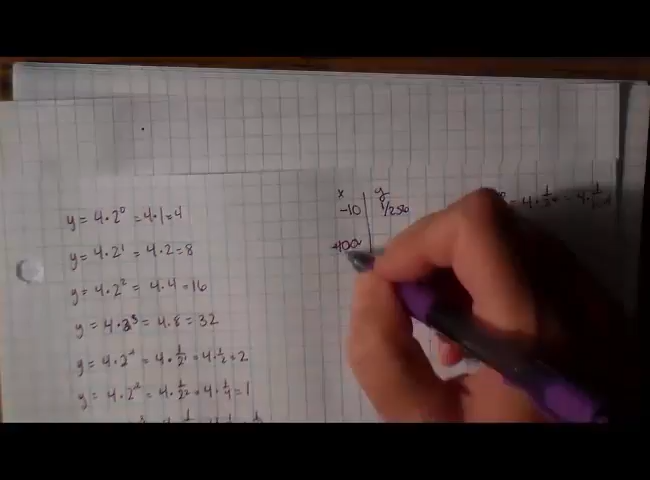 y = 4·2⁰ = 4·1 = 4
y = 4·2¹ = 4·2 = 8
y = 4·2² = 4·4 = 16
y = 4·2³ = 4·8 = 32
y = 4·2⁻¹ = 4·1/2¹ = 4·1/2 = 2
y = 4·2⁻² = 4·1/2² = 4·1/4 = 1
x y
-10 1/256